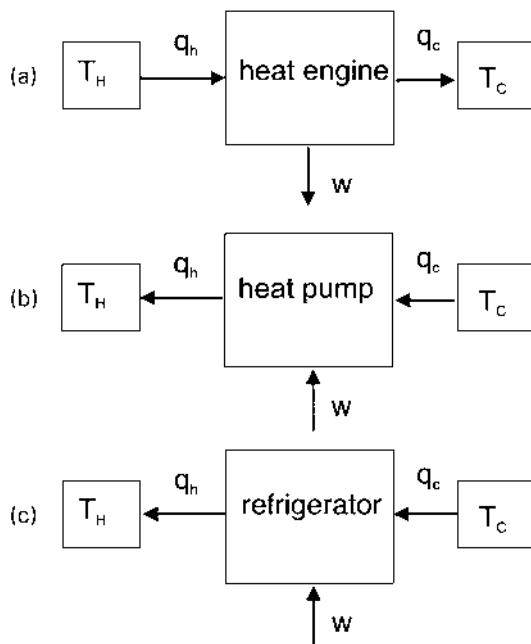 (a) T_H q_h heat engine q_c T_C
w
(b) T_H q_h heat pump q_c T_C
w
(c) T_H q_h refrigerator q_c T_C
w